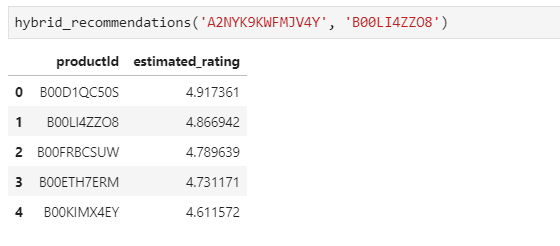 hybrid_recommendations('A2NYK9KWFMJV4Y', 'B00LI4ZZO8')
productId estimated_rating
0 B00D1QC50S 4.917361
1 B00LI4ZZO8 4.866942
2 B00FRBCSUW 4.789639
3 B00ETH7ERM 4.731171
4 B00KIMX4EY 4.611572